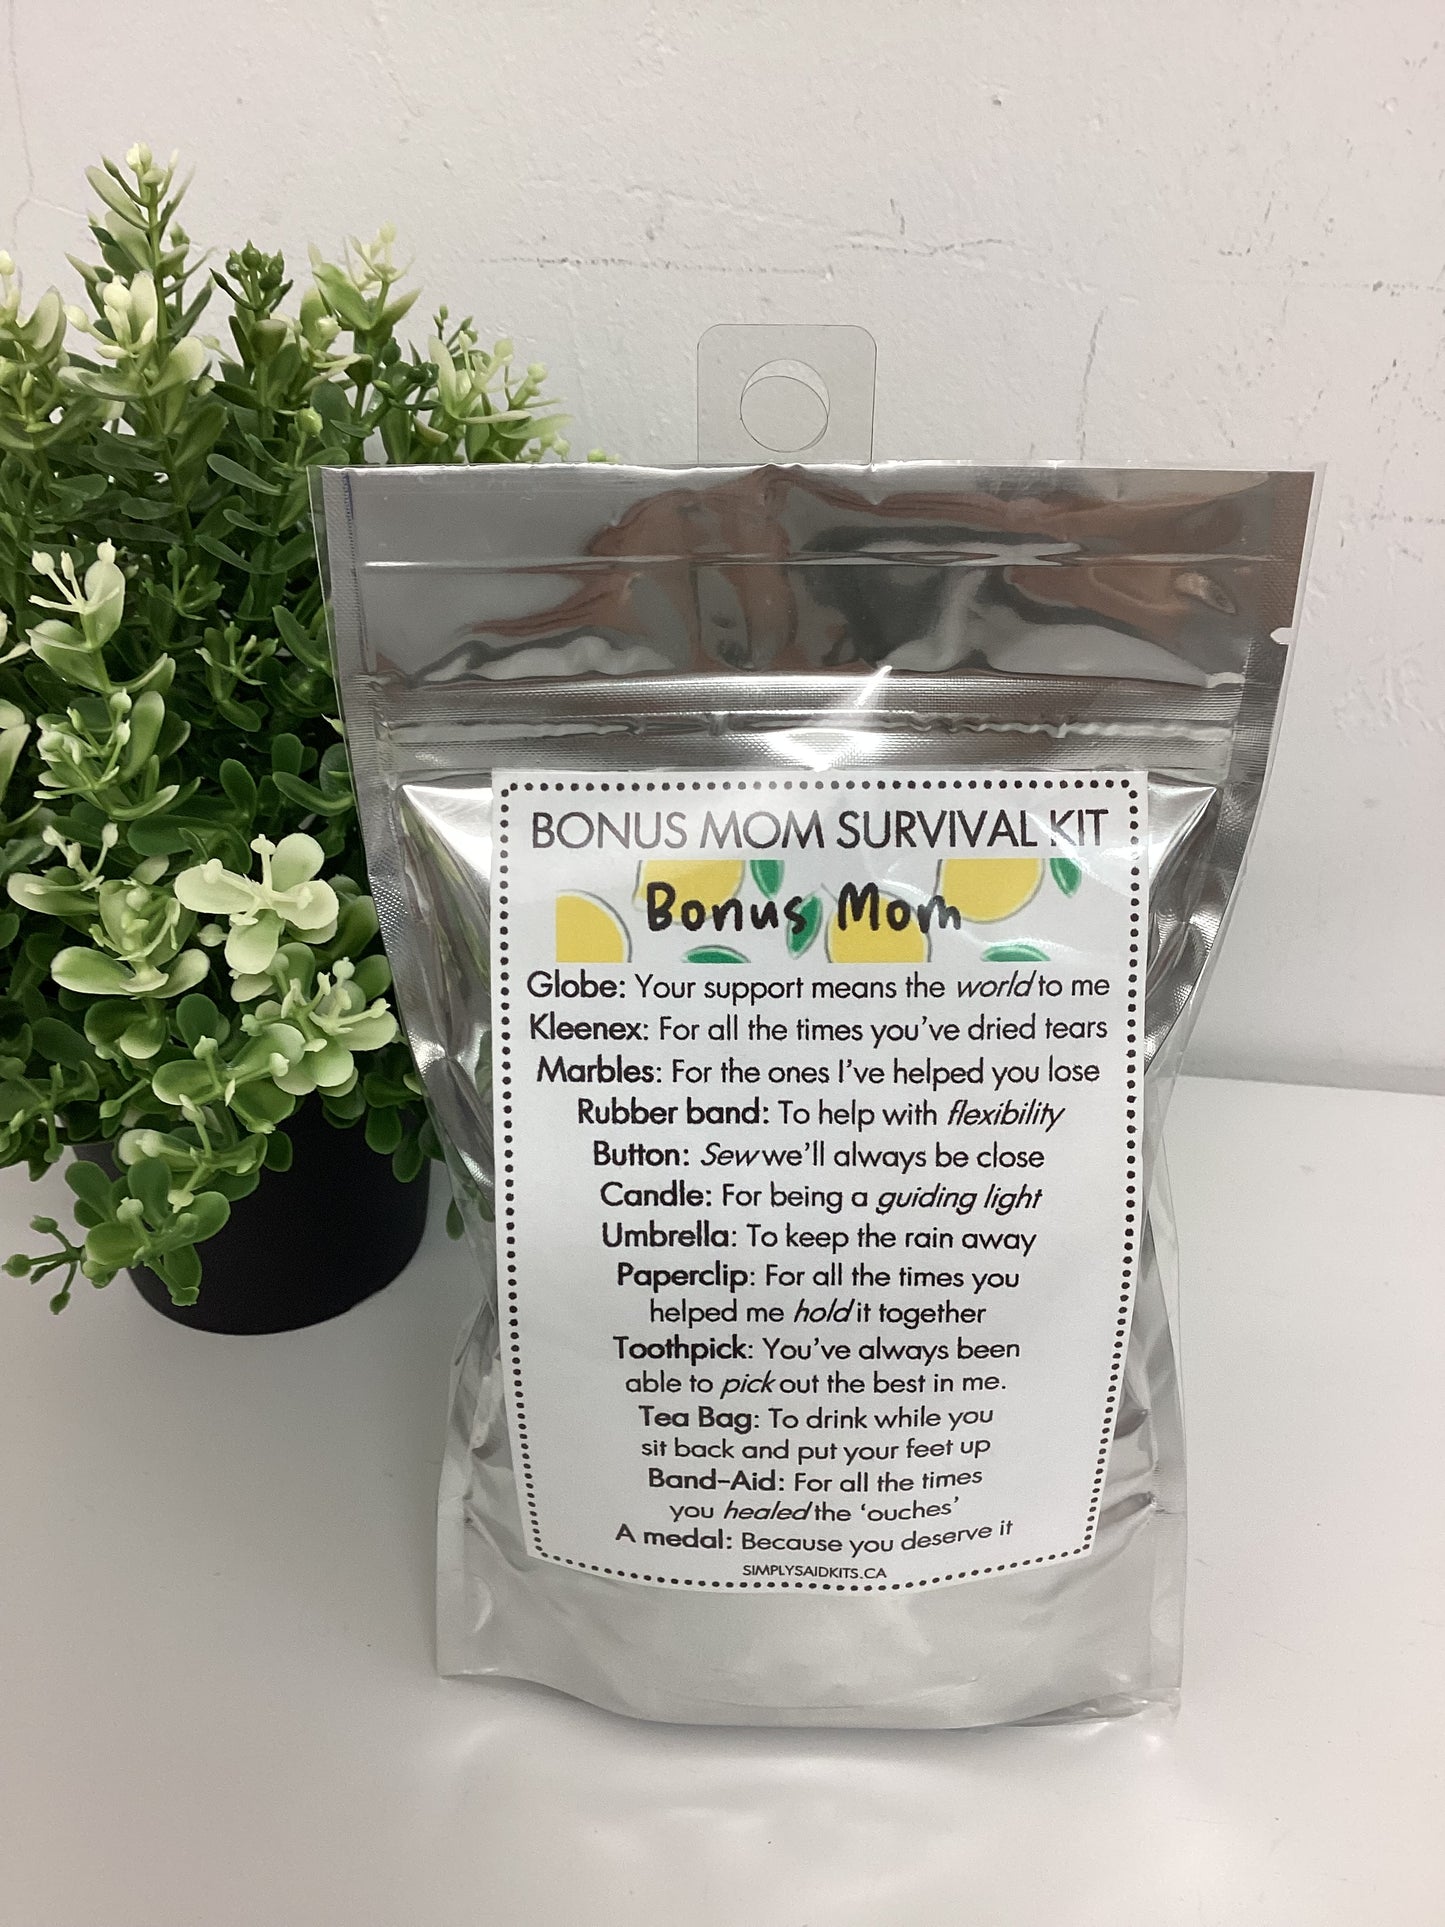 BONUS MOM SURVIVAL KIT
Bonus Mom
Globe: Your support means the world to me
Kleenex: For all the times you've dried tears
Marbles: For the ones I've helped you lose
Rubber band: To help with flexibility
Button: Sew we'll always be close
Candle: For being a guiding light
Umbrella: To keep the rain away
Paperclip: For all the times you
helped me hold it together
Toothpick: You've always been
able to pick out the best in me.
Tea Bag: To drink while you
sit back and put your feet up
Band-Aid: For all the times
you healed the 'ouches'
A medal: Because you deserve it
SIMPLYSAIDKITS.CA